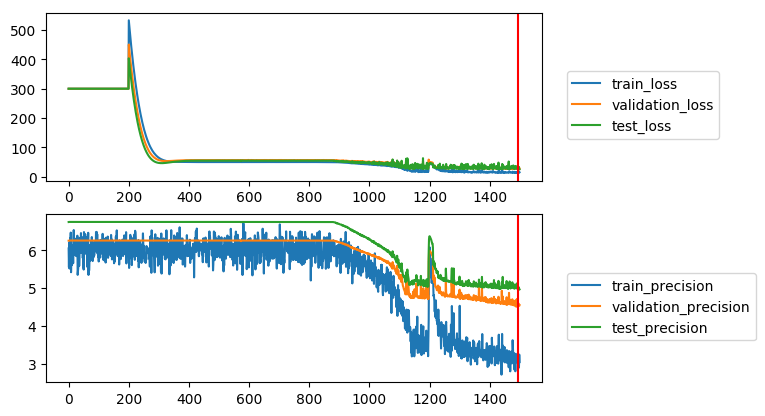 500
400
300
200
100
0
0 200 400 600 800 1000 1200 1400
train_loss
validation_loss
test_loss
6
5
4
3
0 200 400 600 800 1000 1200 1400
train_precision
validation_precision
test_precision